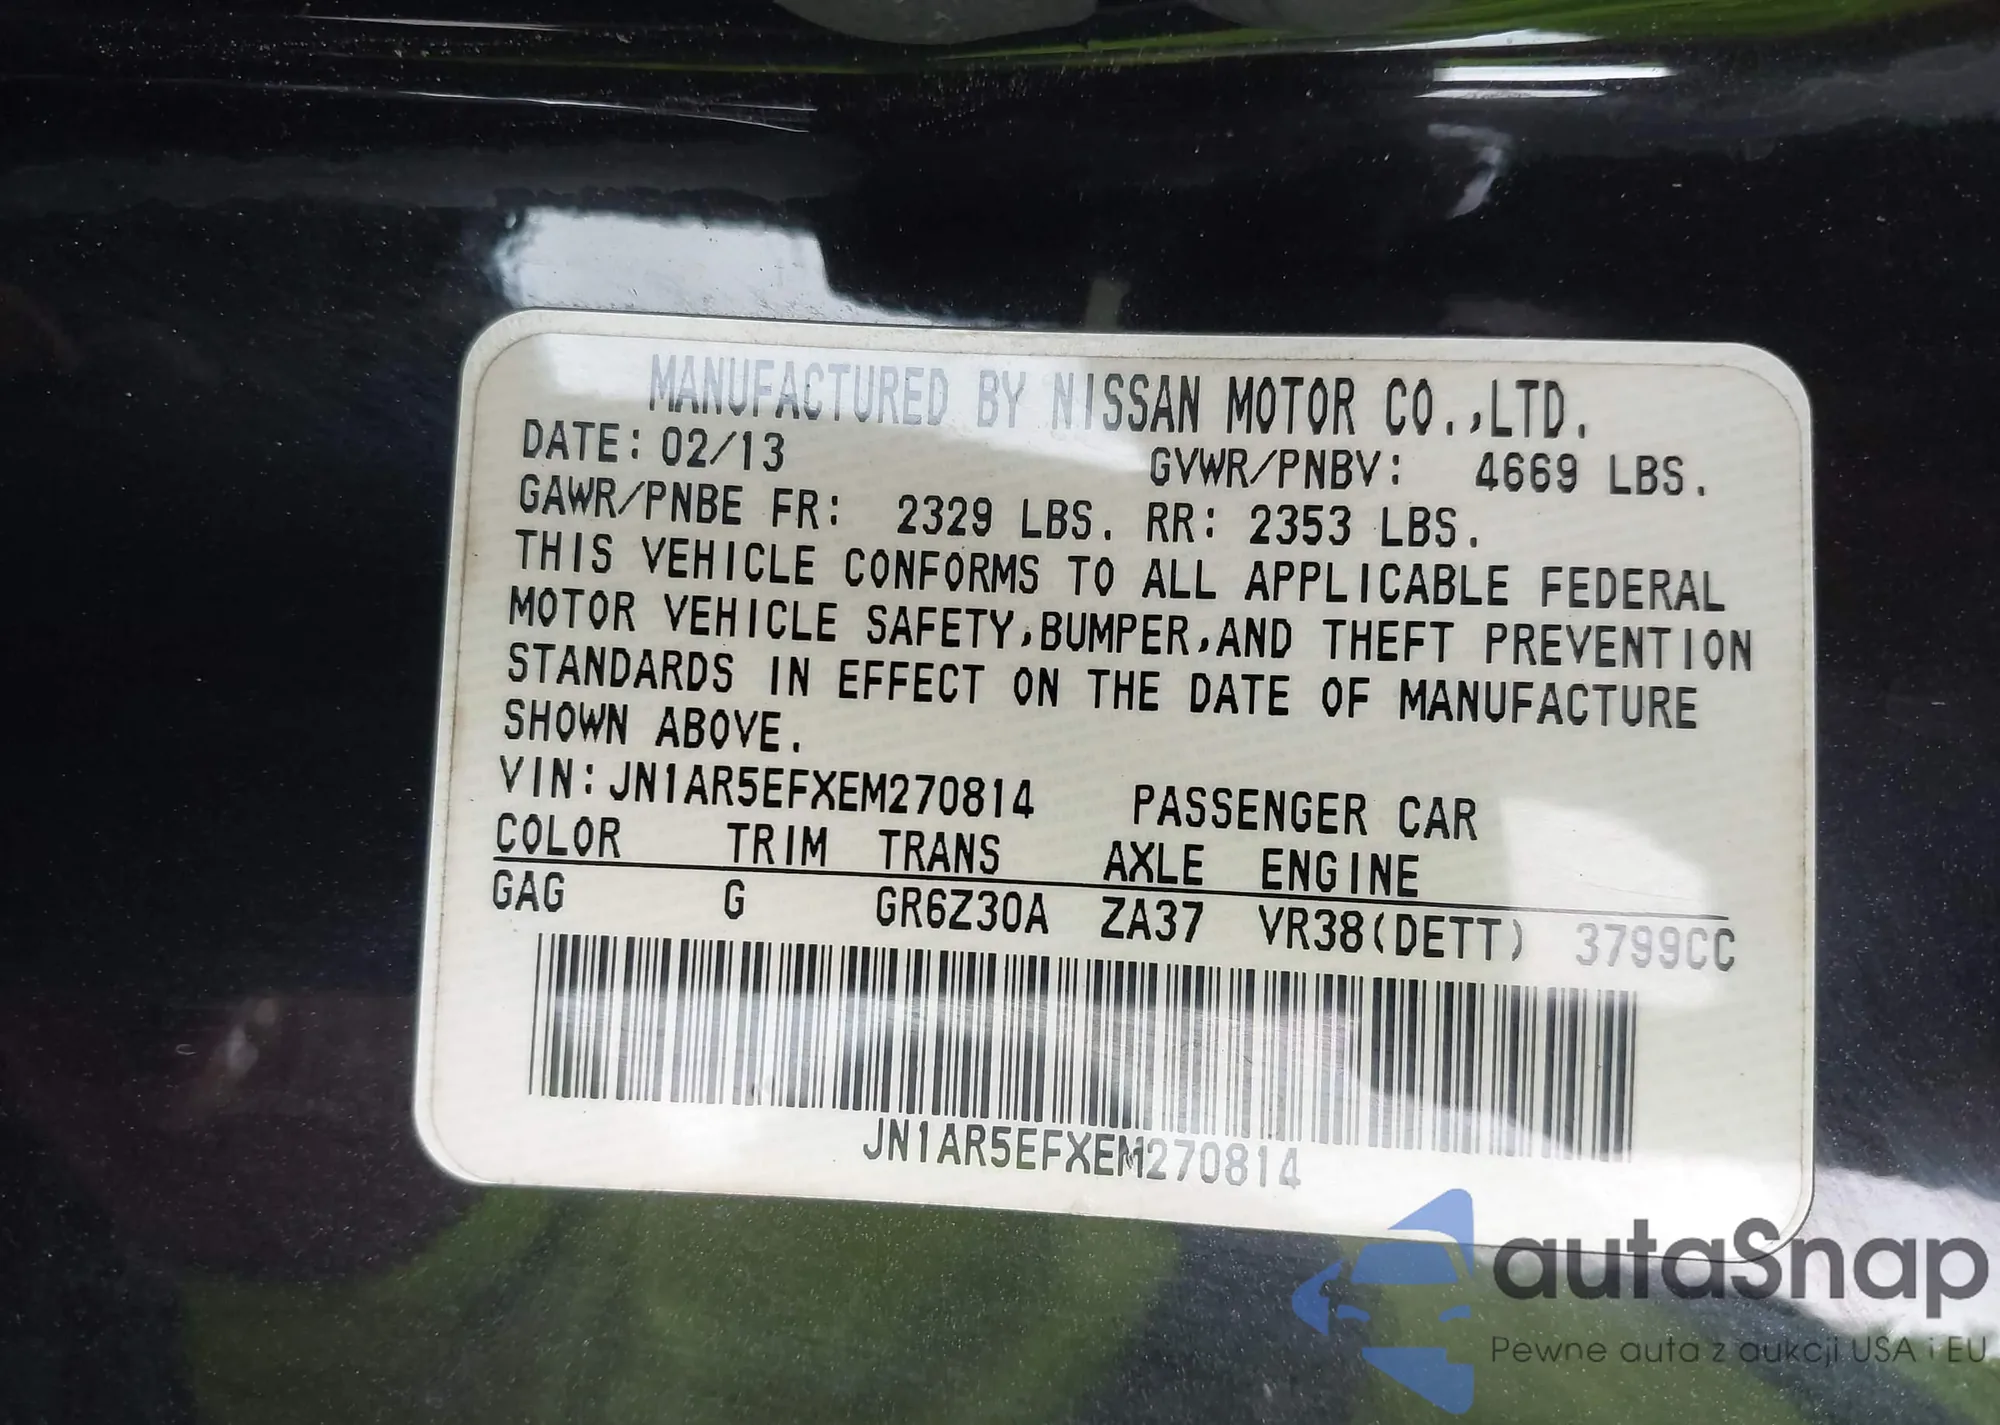 MANUFACTURED BY NISSAN MOTOR CO.,LTD.
DATE: 02/13 GVWR/PNBV: 4669 LBS.
GAWR/PNBE FR: 2329 LBS. RR: 2353 LBS.
THIS VEHICLE CONFORMS TO ALL APPLICABLE FEDERAL
MOTOR VEHICLE SAFETY,BUMPER,AND THEFT PREVENTION
STANDARDS IN EFFECT ON THE DATE OF MANUFACTURE
SHOWN ABOVE.
VIN:JN1AR5EFXEM270814 PASSENGER CAR
COLOR TRIM TRANS AXLE ENGINE
GAG G GR6Z30A ZA37 VR38(DETT) 3799CC
JN1AR5EFXEM270814
autaSnap
Pewne auta z aukcji USA i EU